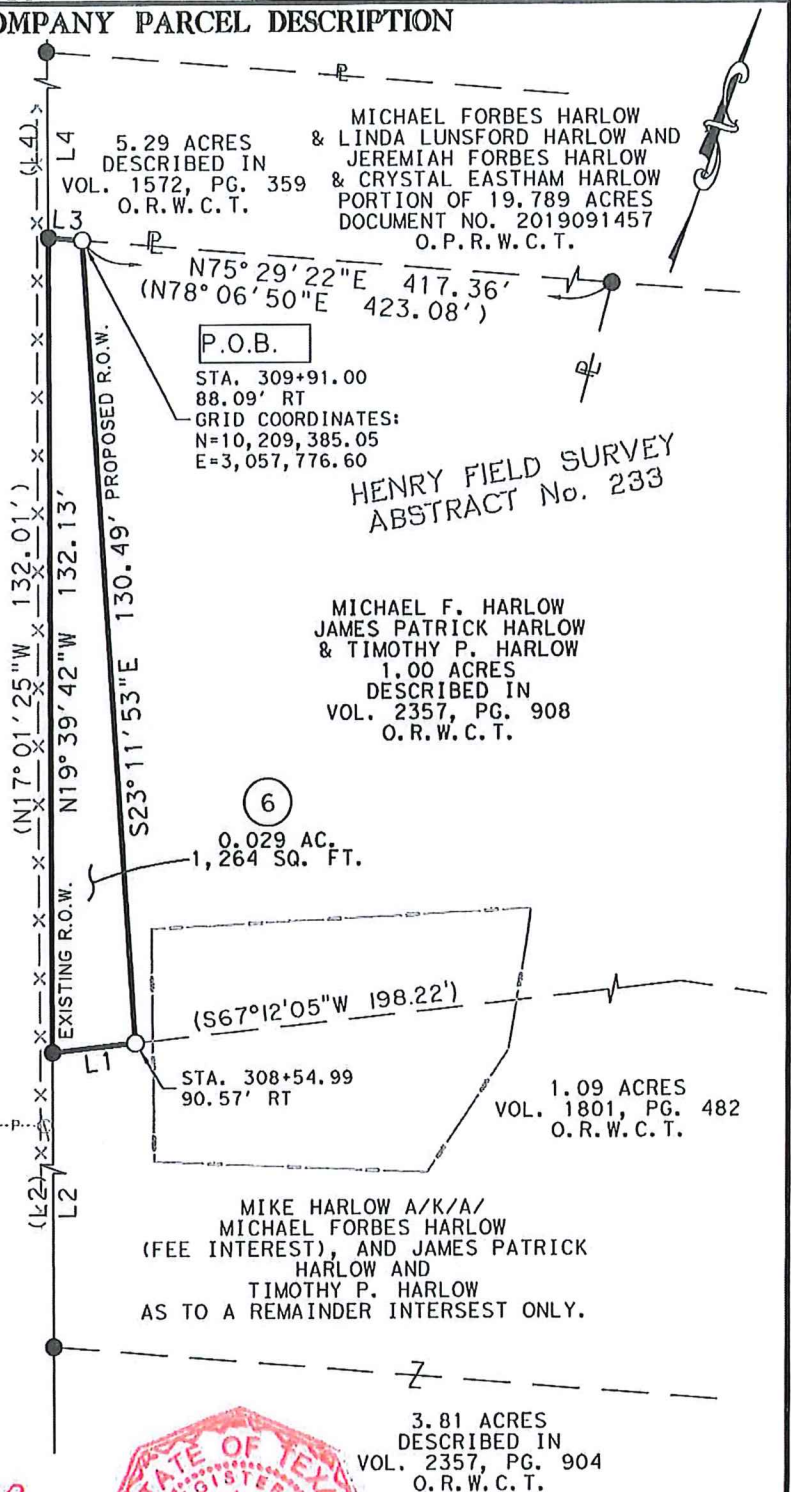 OMPANY PARCEL DESCRIPTION
P
L
MICHAEL FORBES HARLOW
& LINDA LUNSFORD HARLOW AND
JEREMIAH FORBES HARLOW
& CRYSTAL EASTHAM HARLOW
PORTION OF 19.789 ACRES
DOCUMENT NO. 2019091457
O.P.R.W.C.T.
5.29 ACRES
DESCRIBED IN
VOL. 1572, PG. 359
O.R.W.C.T.
(L4)
L4
L3
N75°29'22"E 417.36'
(N78°06'50"E 423.08')
P.O.B.
STA. 309+91.00
88.09' RT
GRID COORDINATES:
N=10,209,385.05
E=3,057,776.60
HENRY FIELD SURVEY
ABSTRACT No. 233
(N17°01'25"W 132.01')
N19°39'42"W 132.13'
S23°11'53"E 130.49' PROPOSED R.O.W.
MICHAEL F. HARLOW
JAMES PATRICK HARLOW
& TIMOTHY P. HARLOW
1.00 ACRES
DESCRIBED IN
VOL. 2357, PG. 908
O.R.W.C.T.
6
0.029 AC.
1,264 SQ. FT.
EXISTING R.O.W.
(S67°12'05"W 198.22')
L1
STA. 308+54.99
90.57' RT
1.09 ACRES
VOL. 1801, PG. 482
O.R.W.C.T.
P
(L2)
L2
MIKE HARLOW A/K/A/
MICHAEL FORBES HARLOW
(FEE INTEREST), AND JAMES PATRICK
HARLOW AND
TIMOTHY P. HARLOW
AS TO A REMAINDER INTERSEST ONLY.
Z
3.81 ACRES
DESCRIBED IN
VOL. 2357, PG. 904
O.R.W.C.T.
STATE OF TEXA
GISTER